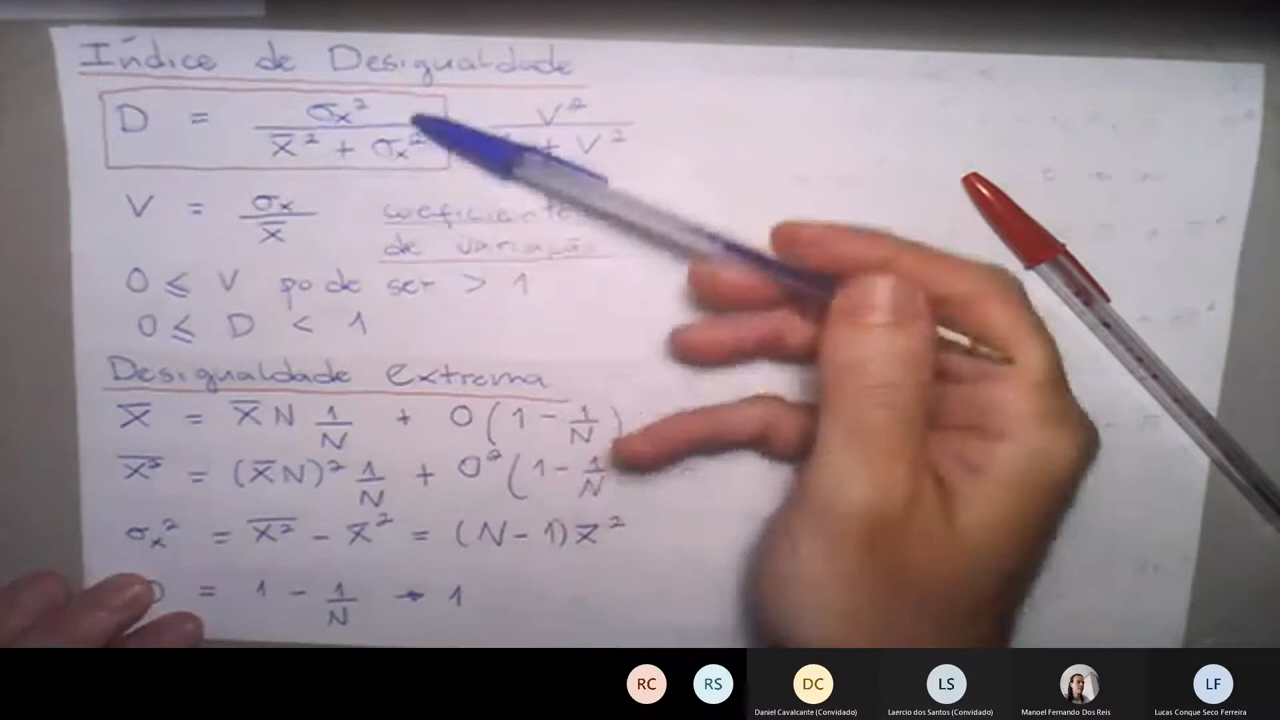 Índice de Desigualdade
D = σx² / (x̄² + σx²) V² / + V²
V = σx / x̄ coeficiente
de variação
0 ≤ V pode ser > 1
0 ≤ D < 1
Desigualdade extrema
x̄ = x̄ N 1/N + 0 (1 - 1/N)
x̄² = (x̄N)² 1/N + 0² (1 - 1/N
σx² = x̄² - x̄² = (N-1)x̄²
D = 1 - 1/N → 1
RC
RS
DC
LS
LF
Daniel Cavalcante (Convidado)
Laercio dos Santos (Convidado)
Manoel Fernando Dos Reis
Lucas Conque Seco Ferreira